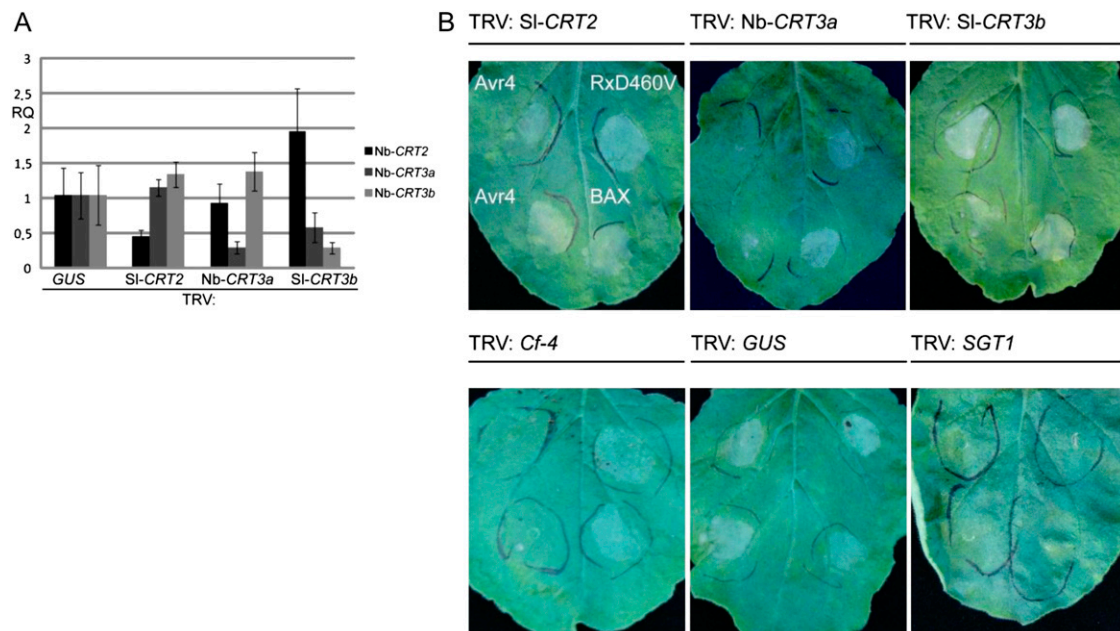 A
3
2,5
RQ
2
1,5
1
0,5
0
Nb-CRT2
Nb-CRT3a
Nb-CRT3b
GUS
Sl-CRT2
Nb-CRT3a
Sl-CRT3b
TRV:
B
TRV: Sl-CRT2
TRV: Nb-CRT3a
TRV: Sl-CRT3b
Avr4
RxD460V
Avr4
BAX
TRV: Cf-4
TRV: GUS
TRV: SGT1